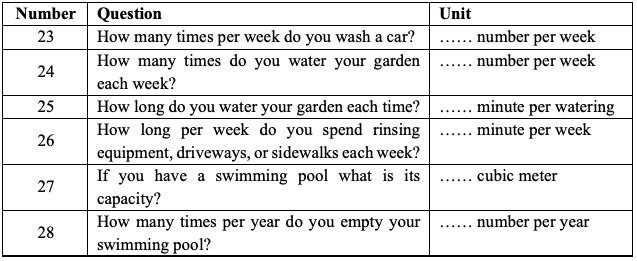 Number Question Unit
23 How many times per week do you wash a car? …… number per week
How many times do you water your garden
24 each week? …… number per week
25 How long do you water your garden each time? …… minute per watering
How long per week do you spend rinsing
26 equipment, driveways, or sidewalks each week? …… minute per week
If you have a swimming pool what is its
27 capacity? …… cubic meter
How many times per year do you empty your
28 swimming pool? …… number per year